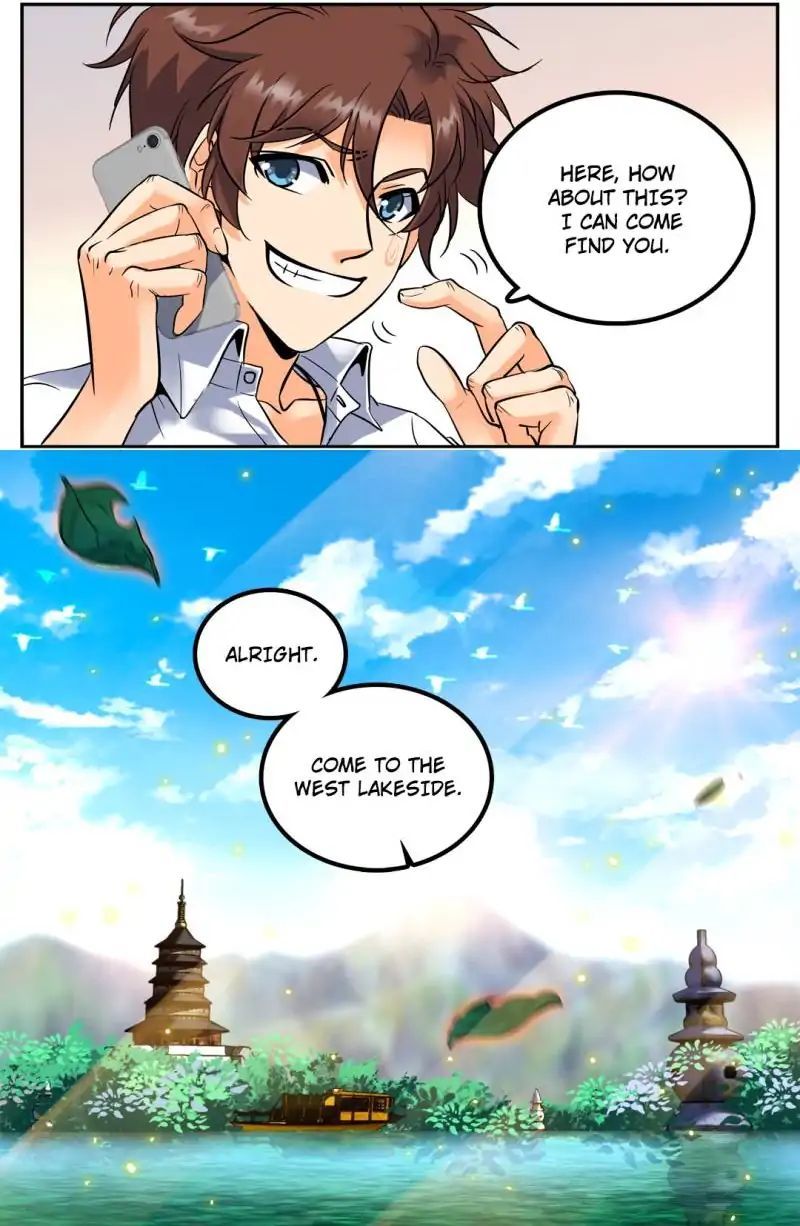 HERE, HOW
ABOUT THIS?
I CAN COME
FIND YOU.
ALRIGHT.
COME TO THE
WEST LAKESIDE.